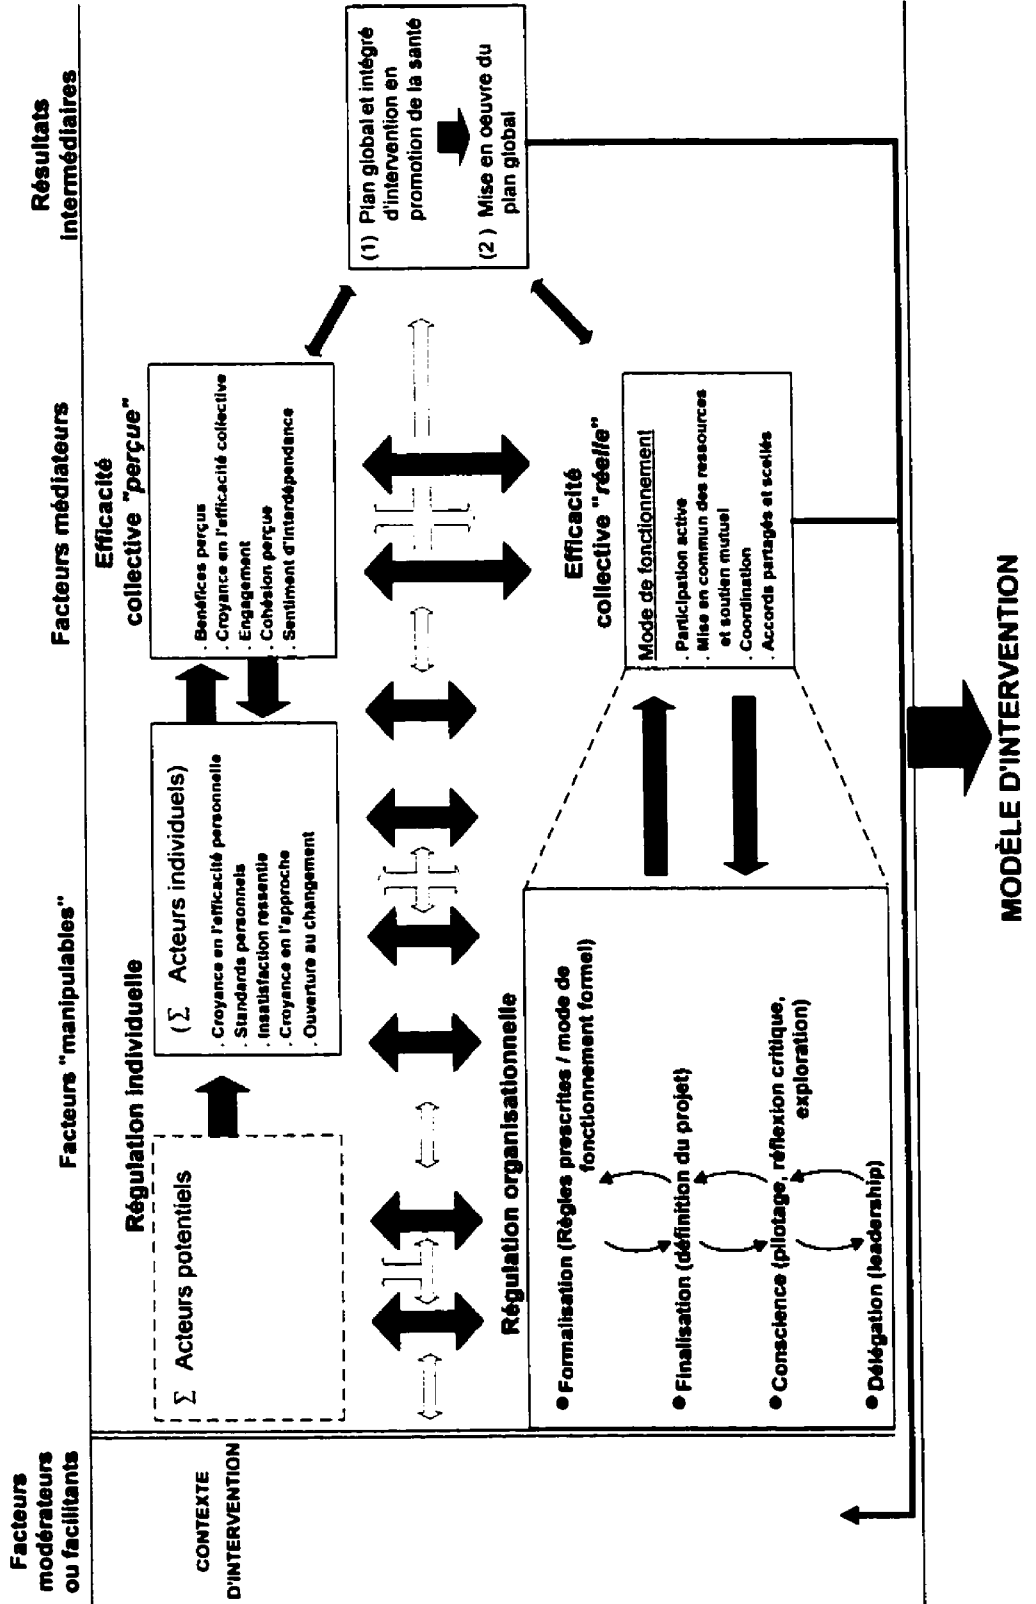 Facteurs
modérateurs
ou facilitants
Facteurs "manipulables"
Facteurs médiateurs
Résultats
intermédiaires
CONTEXTE
D'INTERVENTION
Régulation individuelle
Σ Acteurs potentiels
(Σ Acteurs individuels)
. Croyance en l'efficacité personnelle
. Standards personnels
. Insatisfaction ressentie
. Croyance en l'approche
. Ouverture au changement
Efficacité
collective "perçue"
. Bénéfices perçus
. Croyance en l'efficacité collective
. Engagement
. Cohésion perçue
. Sentiment d'interdépendance
(1) Plan global et intégré
d'intervention en
promotion de la santé
(2) Mise en oeuvre du
plan global
Régulation organisationnelle
● Formalisation (Règles prescrites / mode de
fonctionnement formel)
● Finalisation (définition du projet)
● Conscience (pilotage, réflexion critique,
exploration)
● Délégation (leadership)
Efficacité
collective "réelle"
Mode de fonctionnement
. Participation active
. Mise en commun des ressources
et soutien mutuel
. Coordination
. Accords partagés et scellés
MODÈLE D'INTERVENTION